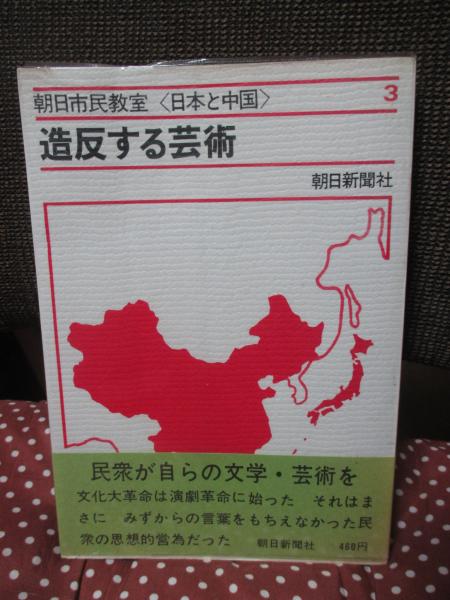 朝日市民教室〈日本と中国〉 3
造反する芸術
朝日新聞社
民衆が自らの文学・芸術を
文化大革命は演劇革命に始った　それはま
さに　みずからの言葉をもちえなかった民
衆の思想的営為だった　朝日新聞社　460円